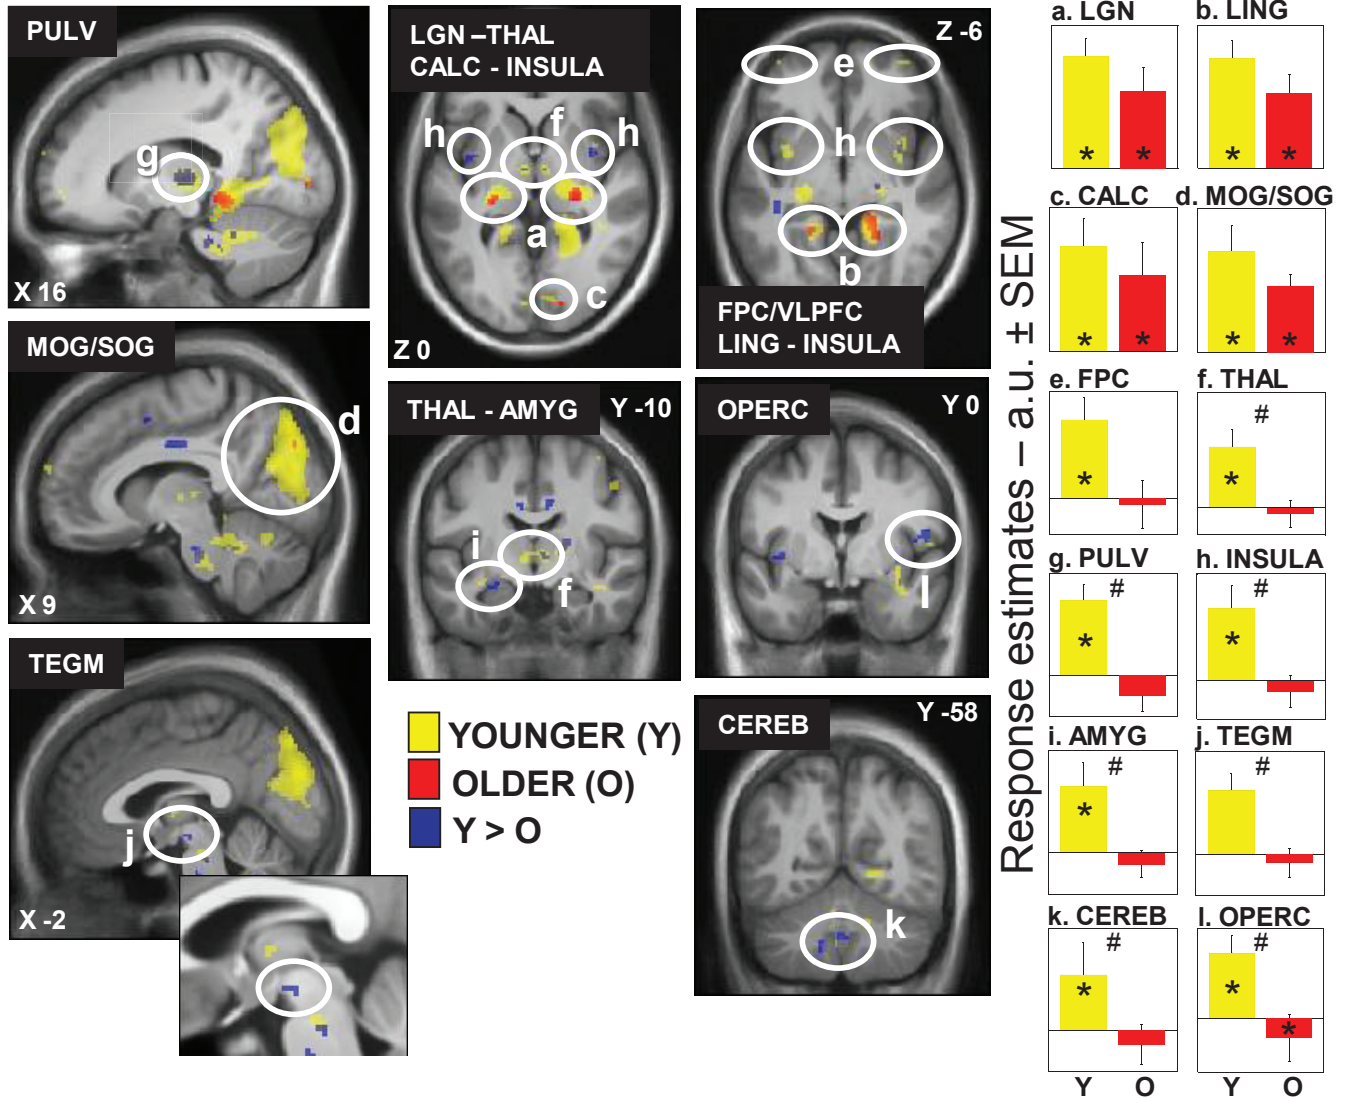 PULV
g
X 16
LGN –THAL
CALC - INSULA
h
f
h
a
c
Z 0
Z -6
e
h
b
FPC/VLPFC
LING - INSULA
MOG/SOG
d
X 9
THAL - AMYG
Y -10
i
f
OPERC
Y 0
l
TEGM
j
X -2
YOUNGER (Y)
OLDER (O)
Y > O
CEREB
Y -58
k
Response estimates – a.u. ± SEM
a. LGN
* *
b. LING
* *
c. CALC
* *
d. MOG/SOG
* *
e. FPC
*
f. THAL
#
*
g. PULV
#
*
h. INSULA
#
*
i. AMYG
#
*
j. TEGM
#
k. CEREB
#
*
l. OPERC
#
* *
Y O
Y O